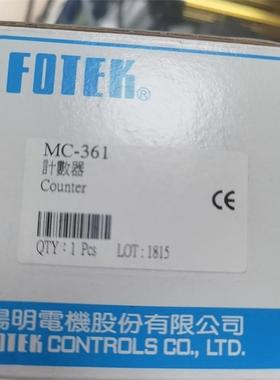 FOTEK®
MC-361
計數器
Counter
CE
QTY：1 Pcs LOT: 1815
陽明電機股份有限公司
FOTEK CONTROLS CO., LTD.